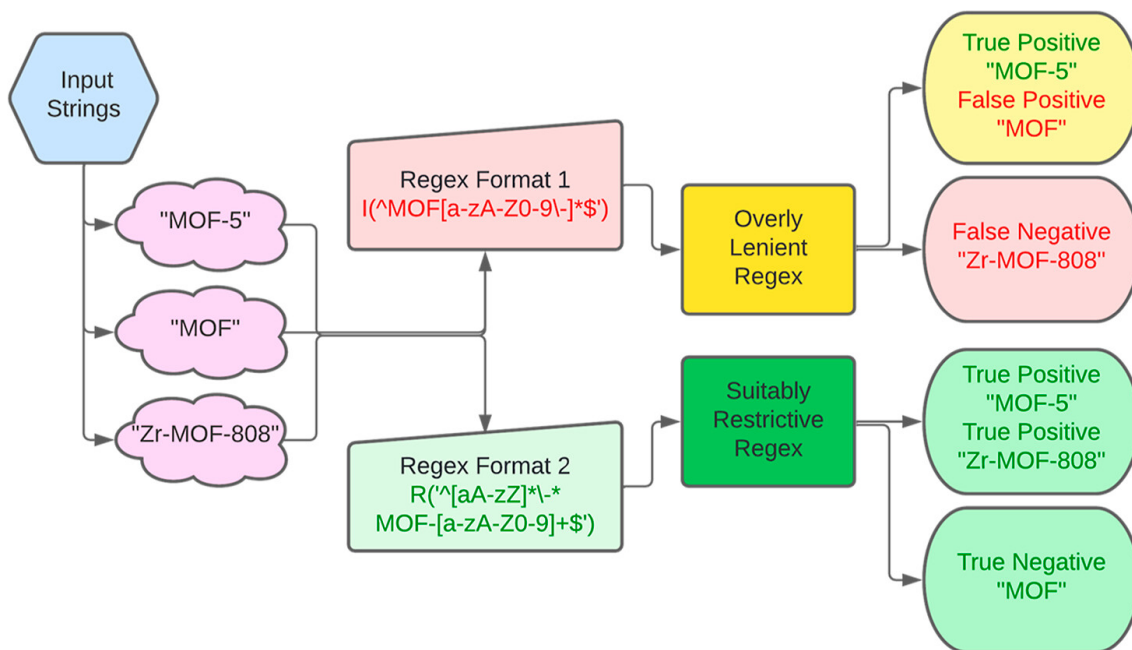 Input
Strings
"MOF-5"
"MOF"
"Zr-MOF-808"
Regex Format 1
I(^MOF[a-zA-Z0-9\-]*$')
Regex Format 2
R('^[aA-zZ]*\-*
MOF-[a-zA-Z0-9]+$')
Overly
Lenient
Regex
Suitably
Restrictive
Regex
True Positive
"MOF-5"
False Positive
"MOF"
False Negative
"Zr-MOF-808"
True Positive
"MOF-5"
True Positive
"Zr-MOF-808"
True Negative
"MOF"